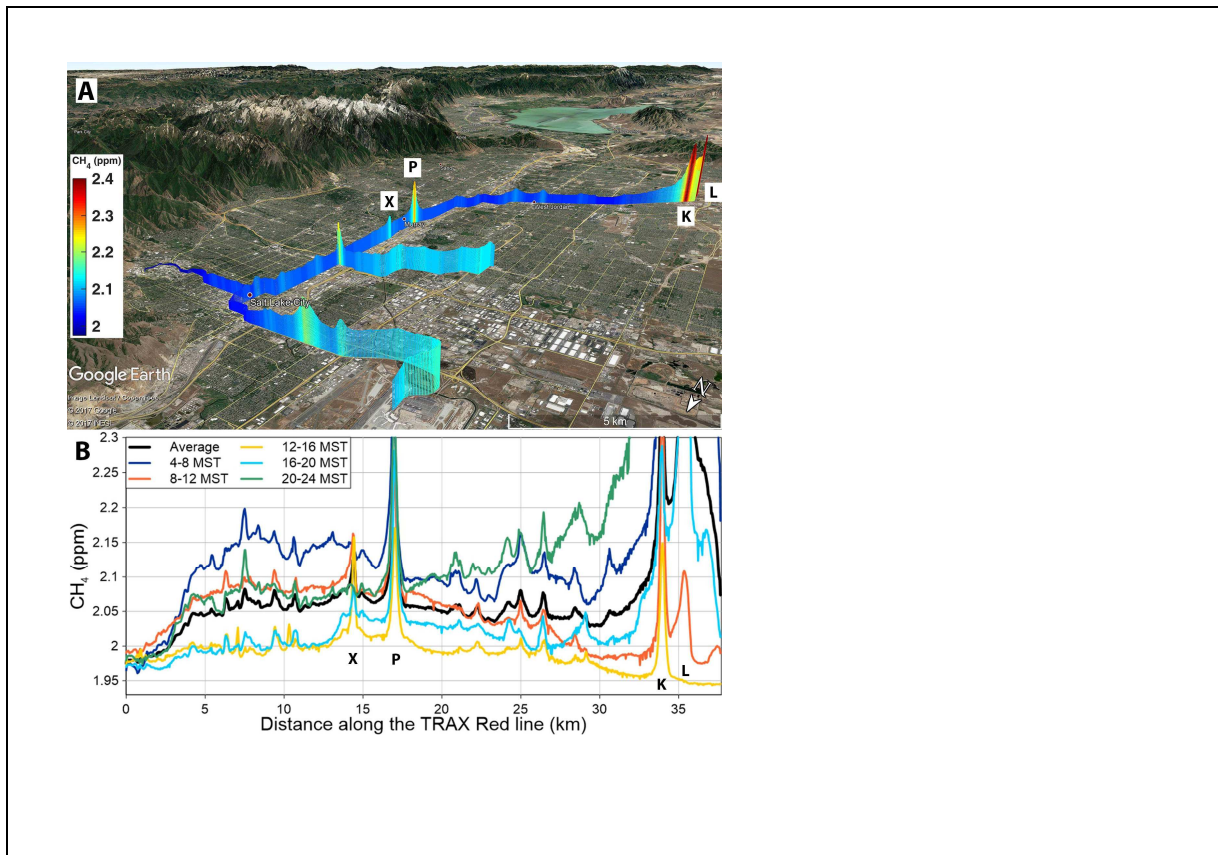 A
CH4 (ppm)
2.4
2.3
2.2
2.1
2
P
X
L
K
Salt Lake City
Google Earth
© 2017 Google
N
5 km
B
Average
4-8 MST
8-12 MST
12-16 MST
16-20 MST
20-24 MST
2.3
2.25
2.2
2.15
2.1
2.05
2
1.95
CH4 (ppm)
X
P
K
L
0
5
10
15
20
25
30
35
Distance along the TRAX Red line (km)